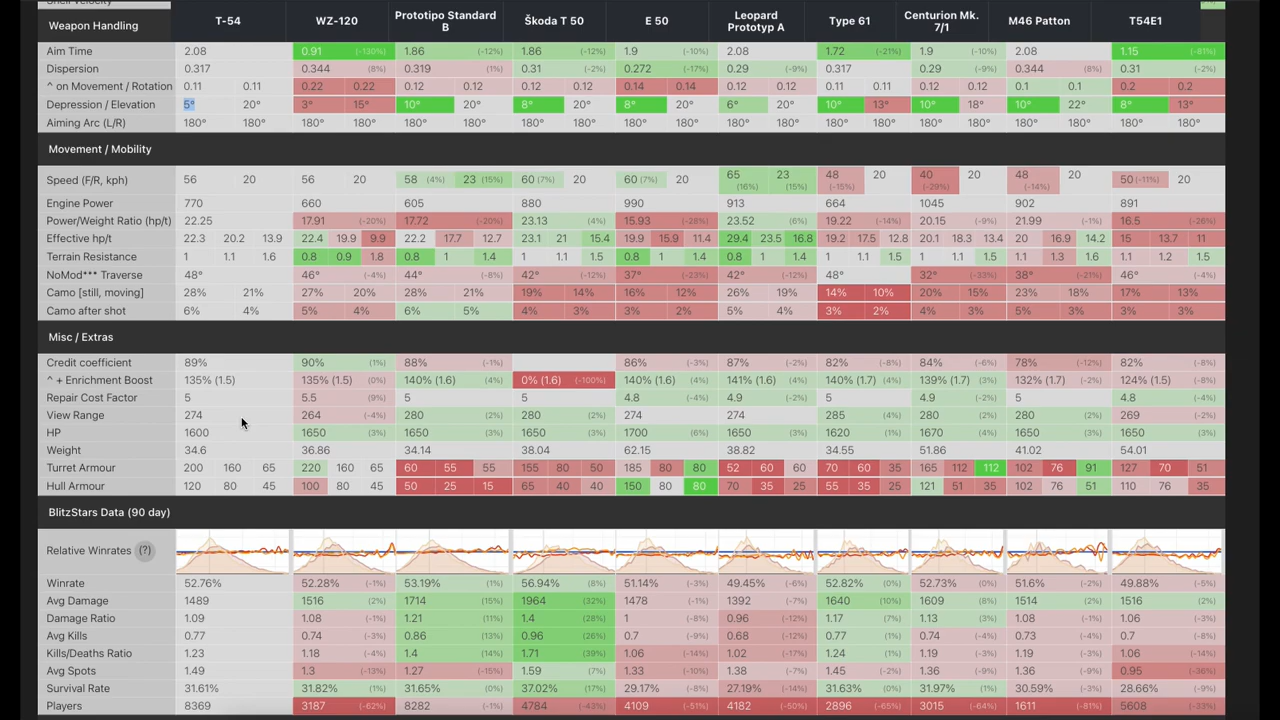 Weapon Handling T-54 WZ-120 Prototipo Standard B Škoda T 50 E 50 Leopard Prototyp A Type 61 Centurion Mk. 7/1 M46 Patton T54E1
Aim Time 2.08 0.91 (-130%) 1.86 (-12%) 1.86 (-12%) 1.9 (-10%) 2.08 1.72 (-21%) 1.9 (-10%) 2.08 1.15 (-81%)
Dispersion 0.317 0.344 (8%) 0.319 (1%) 0.31 (-2%) 0.272 (-17%) 0.29 (-9%) 0.317 0.29 (-9%) 0.344 (8%) 0.31 (-2%)
^ on Movement / Rotation 0.11 0.11 0.22 0.22 0.12 0.12 0.12 0.12 0.14 0.14 0.12 0.12 0.11 0.11 0.12 0.12 0.1 0.1 0.2 0.2
Depression / Elevation 5° 20° 3° 15° 10° 20° 8° 20° 8° 20° 6° 20° 10° 13° 10° 18° 10° 22° 8° 13°
Aiming Arc (L/R) 180° 180° 180° 180° 180° 180° 180° 180° 180° 180° 180° 180° 180° 180° 180° 180° 180° 180° 180° 180°
Movement / Mobility
Speed (F/R, kph) 56 20 56 20 58 (4%) 23 (15%) 60 (7%) 20 60 (7%) 20 65 (16%) 23 (15%) 48 (-15%) 20 40 (-29%) 20 48 (-14%) 20 50 (-11%) 20
Engine Power 770 660 605 880 990 913 664 1045 902 891
Power/Weight Ratio (hp/t) 22.25 17.91 (-20%) 17.72 (-20%) 23.13 (4%) 15.93 (-28%) 23.52 (6%) 19.22 (-14%) 20.15 (-9%) 21.99 (-1%) 16.5 (-26%)
Effective hp/t 22.3 20.2 13.9 22.4 19.9 9.9 22.2 17.7 12.7 23.1 21 15.4 19.9 15.9 11.4 29.4 23.5 16.8 19.2 17.5 12.8 20.1 18.3 13.4 20 16.9 14.2 15 13.7 11
Terrain Resistance 1 1.1 1.6 0.8 0.9 1.8 0.8 1 1.4 1 1.1 1.5 0.8 1 1.4 0.8 1 1.4 1 1.1 1.5 1 1.1 1.5 1.1 1.3 1.6 1.1 1.2 1.5
NoMod*** Traverse 48° 46° (-4%) 44° (-8%) 42° (-12%) 37° (-23%) 42° (-12%) 48° 32° (-33%) 38° (-21%) 46° (-4%)
Camo [still, moving] 28% 21% 27% 20% 28% 21% 19% 14% 16% 12% 26% 19% 14% 10% 20% 15% 23% 18% 17% 13%
Camo after shot 6% 4% 5% 4% 6% 5% 4% 3% 3% 2% 5% 4% 3% 2% 4% 3% 5% 4% 3% 3%
Misc / Extras
Credit coefficient 89% 90% (1%) 88% (-1%) 86% (-3%) 87% (-2%) 82% (-8%) 84% (-6%) 78% (-12%) 82% (-8%)
^ + Enrichment Boost 135% (1.5) 135% (1.5) (0%) 140% (1.6) (4%) 0% (1.6) (-100%) 140% (1.6) (4%) 141% (1.6) (4%) 140% (1.7) (4%) 139% (1.7) (3%) 132% (1.7) (-2%) 124% (1.5) (-8%)
Repair Cost Factor 5 5.5 (9%) 5 5 4.8 (-4%) 4.9 (-2%) 5 4.9 (-2%) 5 4.8 (-4%)
View Range 274 264 (-4%) 280 (2%) 280 (2%) 274 274 285 (4%) 280 (2%) 280 (2%) 269 (-2%)
HP 1600 1650 (3%) 1650 (3%) 1650 (3%) 1700 (6%) 1650 (3%) 1620 (1%) 1670 (4%) 1650 (3%) 1650 (3%)
Weight 34.6 36.86 34.14 38.04 62.15 38.82 34.55 51.86 41.02 54.01
Turret Armour 200 160 65 220 160 65 60 55 55 155 80 50 185 80 80 52 60 60 70 60 35 165 112 112 102 76 91 127 70 51
Hull Armour 120 80 45 100 80 45 50 25 15 65 40 40 150 80 80 70 35 25 55 35 25 121 51 35 102 76 51 110 76 35
BlitzStars Data (90 day)
Relative Winrates (?)
Winrate 52.76% 52.28% (-1%) 53.19% (1%) 56.94% (8%) 51.14% (-3%) 49.45% (-6%) 52.82% (0%) 52.73% (0%) 51.6% (-2%) 49.88% (-5%)
Avg Damage 1489 1516 (2%) 1714 (15%) 1964 (32%) 1478 (-1%) 1392 (-7%) 1640 (10%) 1609 (8%) 1514 (2%) 1516 (2%)
Damage Ratio 1.09 1.08 (-1%) 1.21 (11%) 1.4 (28%) 1 (-8%) 0.96 (-12%) 1.17 (7%) 1.13 (3%) 1.08 (-1%) 1.06 (-3%)
Avg Kills 0.77 0.74 (-3%) 0.86 (13%) 0.96 (26%) 0.7 (-9%) 0.68 (-12%) 0.77 (1%) 0.74 (-4%) 0.73 (-4%) 0.7 (-8%)
Kills/Deaths Ratio 1.23 1.18 (-4%) 1.4 (14%) 1.71 (39%) 1.06 (-14%) 1.02 (-17%) 1.24 (1%) 1.19 (-3%) 1.19 (-3%) 1.06 (-14%)
Avg Spots 1.49 1.3 (-13%) 1.27 (-15%) 1.59 (7%) 1.33 (-10%) 1.38 (-7%) 1.45 (-2%) 1.36 (-9%) 1.36 (-9%) 0.95 (-36%)
Survival Rate 31.61% 31.82% (1%) 31.65% (0%) 37.02% (17%) 29.17% (-8%) 27.19% (-14%) 31.63% (0%) 31.97% (1%) 30.59% (-3%) 28.66% (-9%)
Players 8369 3187 (-62%) 8282 (-1%) 4784 (-43%) 4109 (-51%) 4182 (-50%) 2896 (-65%) 3015 (-64%) 1611 (-81%) 5608 (-33%)